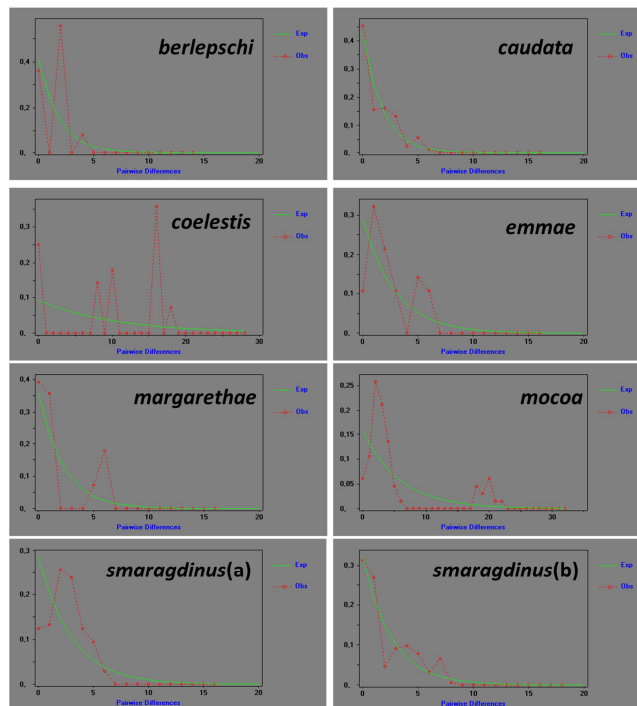 berlepschi
Exp
Obs
0,4
0,2
0,
0 5 10 15 20
Pairwise Differences
caudata
Exp
Obs
0,4
0,3
0,2
0,1
0,
0 5 10 15 20
Pairwise Differences
coelestis
Exp
Obs
0,3
0,2
0,1
0,
0 10 20 30
Pairwise Differences
emmae
Exp
Obs
0,3
0,2
0,1
0,
0 5 10 15 20
Pairwise Differences
margarethae
Exp
Obs
0,4
0,3
0,2
0,1
0,
0 5 10 15 20
Pairwise Differences
mocoa
Exp
Obs
0,25
0,2
0,15
0,1
0,05
0,
0 10 20 30
Pairwise Differences
smaragdinus(a)
Exp
Obs
0,3
0,2
0,1
0,
0 5 10 15 20
Pairwise Differences
smaragdinus(b)
Exp
Obs
0,3
0,2
0,1
0,
0 5 10 15 20
Pairwise Differences